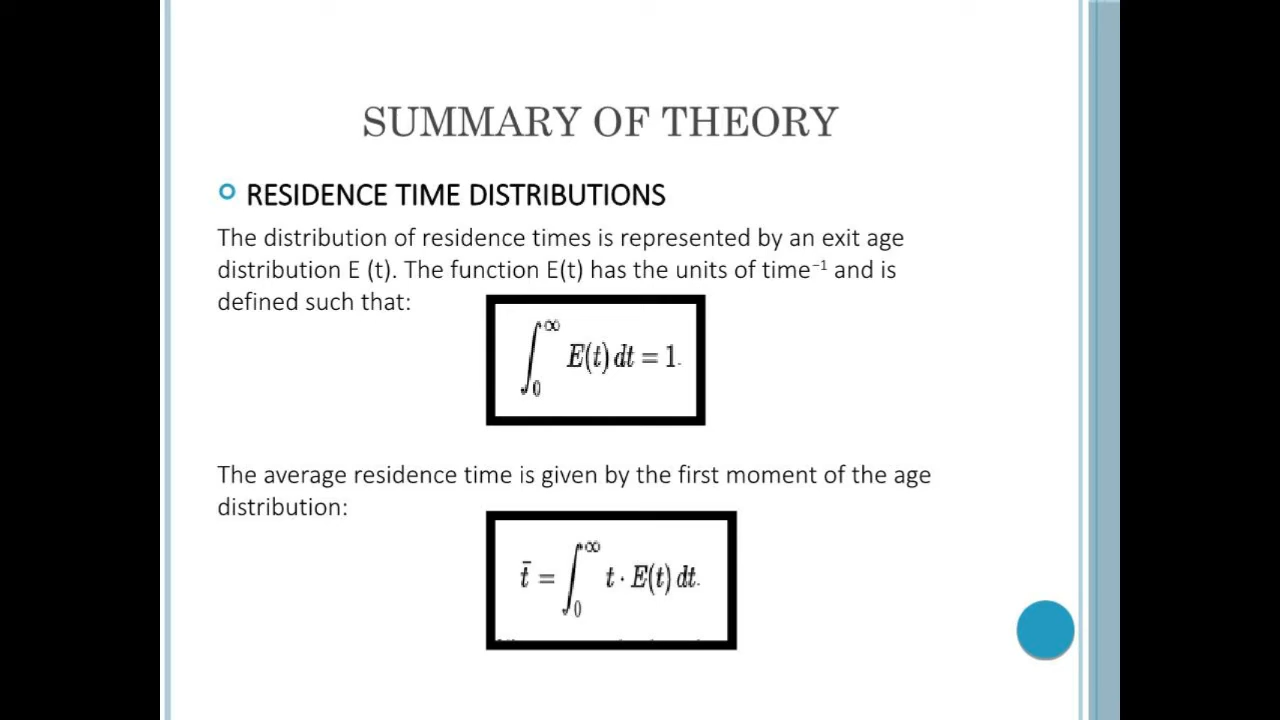 SUMMARY OF THEORY
RESIDENCE TIME DISTRIBUTIONS
The distribution of residence times is represented by an exit age
distribution E (t). The function E(t) has the units of time⁻¹ and is
defined such that:
∫₀^∞ E(t) dt = 1.
The average residence time is given by the first moment of the age
distribution:
t̄ = ∫₀^∞ t · E(t) dt.